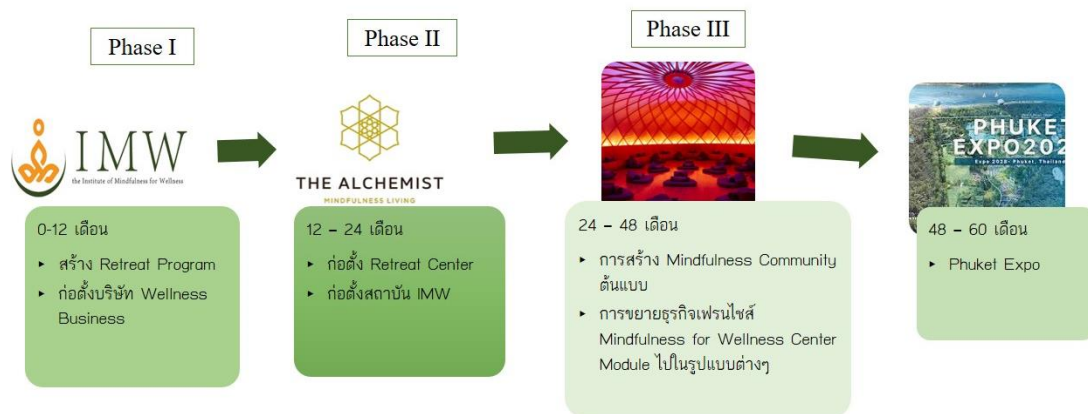 Phase I
Phase II
Phase III
IMW
the Institute of Mindfulness for Wellness
THE ALCHEMIST
MINDFULNESS LIVING
PHUKET
EXPO202
Expo 2028- Phuket, Thailand
0-12 เดือน
▸ สร้าง Retreat Program
▸ ก่อตั้งบริษัท Wellness
Business
12 – 24 เดือน
▸ ก่อตั้ง Retreat Center
▸ ก่อตั้งสถาบัน IMW
24 – 48 เดือน
▸ การสร้าง Mindfulness Community
ต้นแบบ
▸ การขยายธุรกิจเฟรนไชส์
Mindfulness for Wellness Center
Module ไปในรูปแบบต่างๆ
48 – 60 เดือน
▸ Phuket Expo